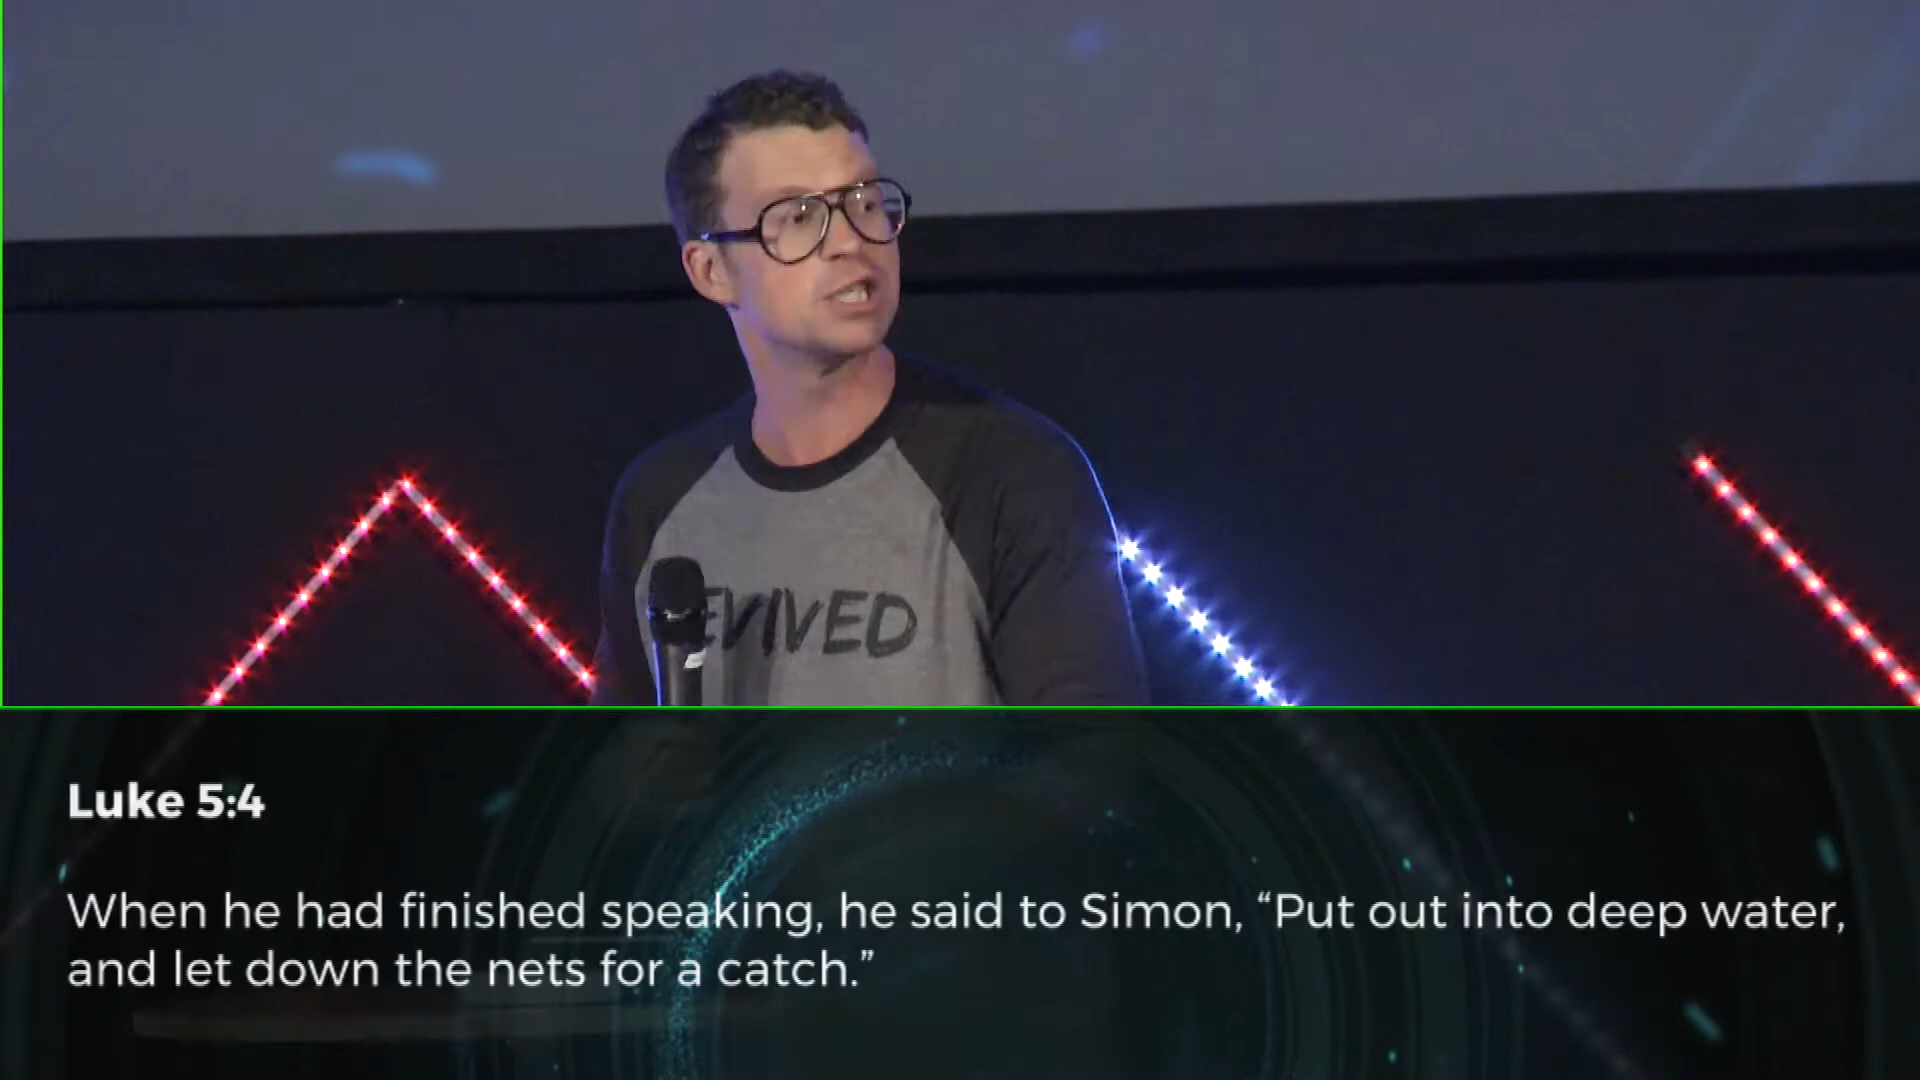 EVIVED
Luke 5:4
When he had finished speaking, he said to Simon, “Put out into deep water,
and let down the nets for a catch.”